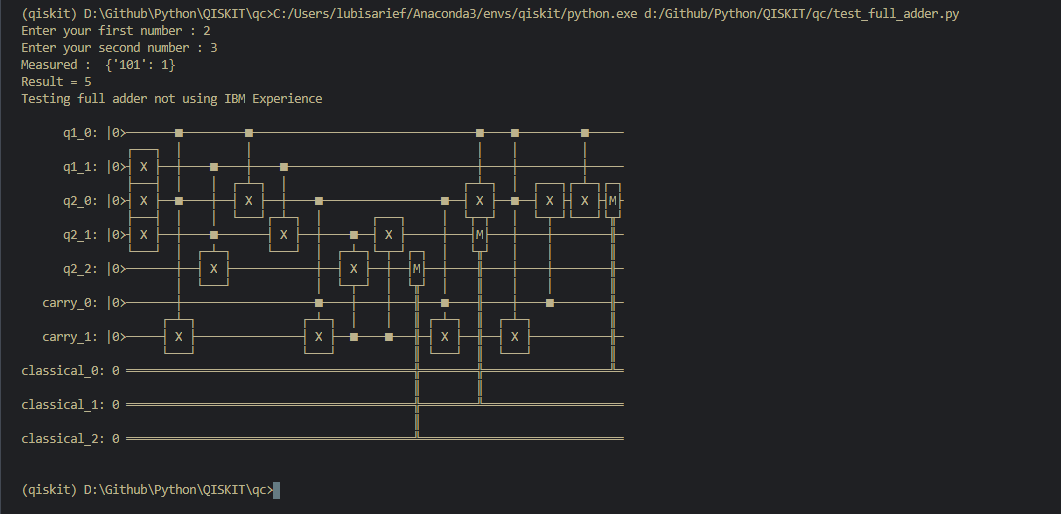 (qiskit) D:\Github\Python\QISKIT\qc>C:/Users/lubisarief/Anaconda3/envs/qiskit/python.exe d:/Github/Python/QISKIT/qc/test_full_adder.py
Enter your first number : 2
Enter your second number : 3
Measured :  {'101': 1}
Result = 5
Testing full adder not using IBM Experience
q1_0: |0>
q1_1: |0> X
q2_0: |0> X X X X X M
q2_1: |0> X X X M
q2_2: |0> X X M
carry_0: |0>
carry_1: |0> X X X X
classical_0: 0
classical_1: 0
classical_2: 0
(qiskit) D:\Github\Python\QISKIT\qc>